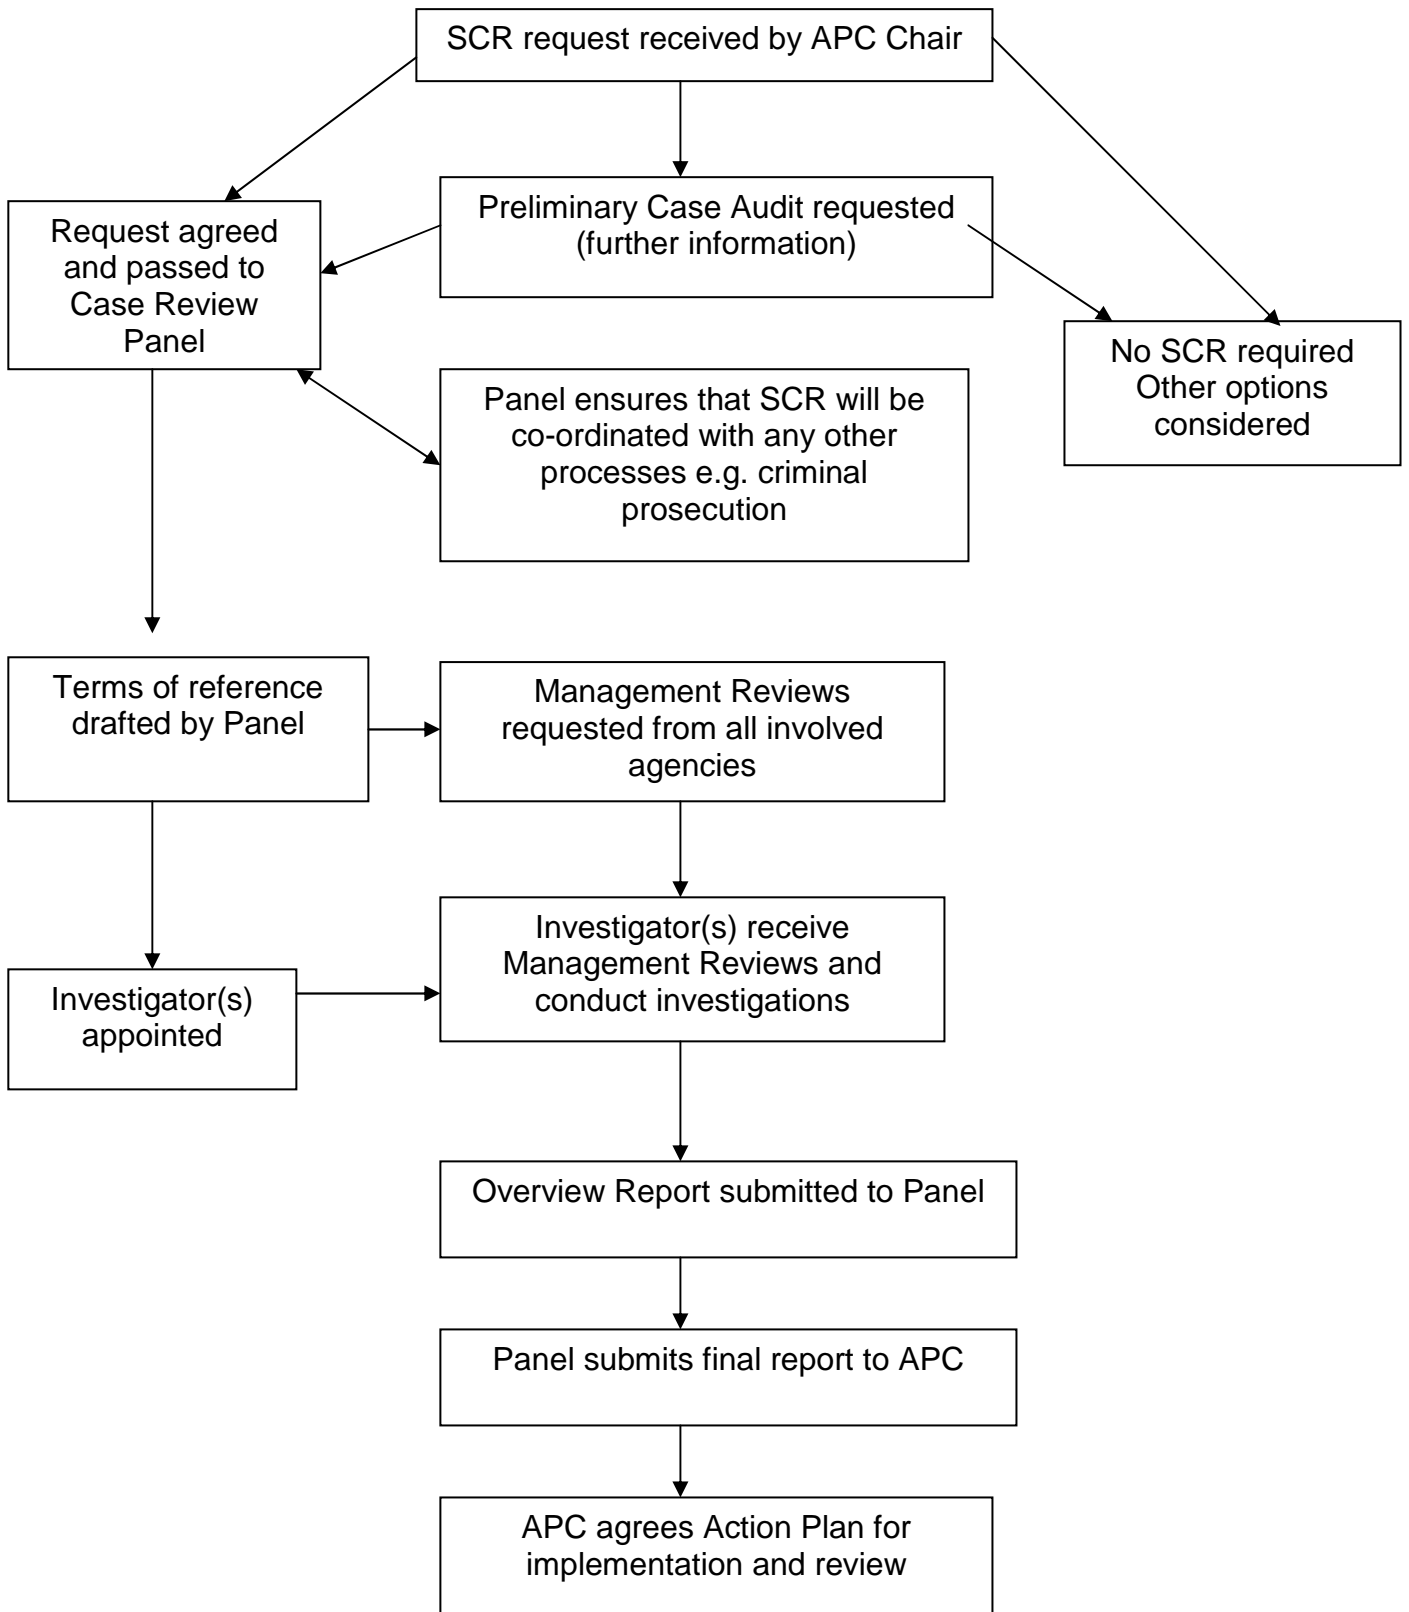 SCR request received by APC Chair
Preliminary Case Audit requested
(further information)
Request agreed
and passed to
Case Review
Panel
No SCR required
Other options
considered
Panel ensures that SCR will be
co-ordinated with any other
processes e.g. criminal
prosecution
Terms of reference
drafted by Panel
Management Reviews
requested from all involved
agencies
Investigator(s)
appointed
Investigator(s) receive
Management Reviews and
conduct investigations
Overview Report submitted to Panel
Panel submits final report to APC
APC agrees Action Plan for
implementation and review